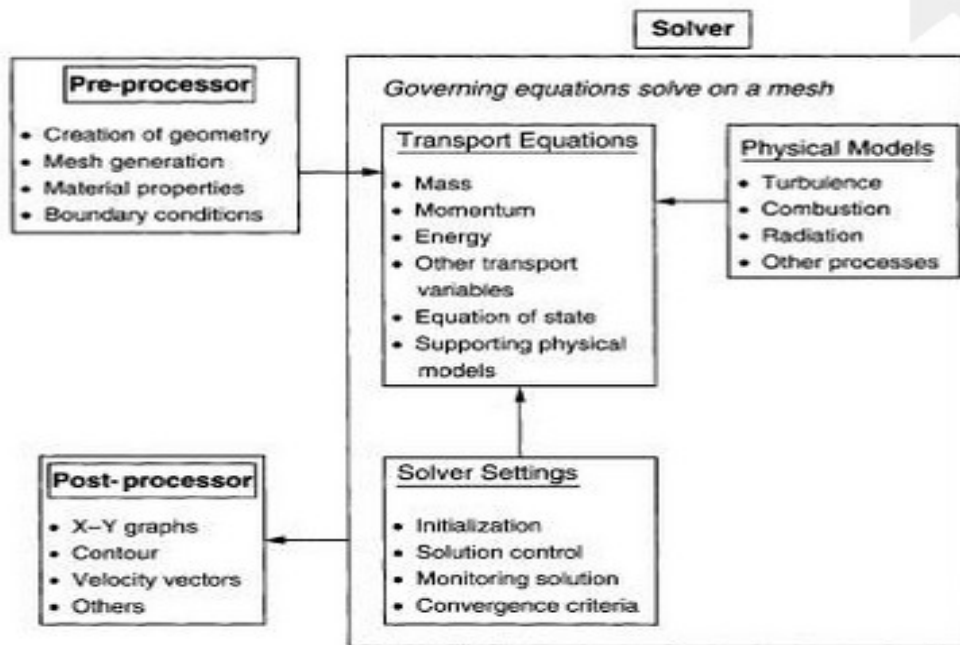 Solver
Pre-processor
• Creation of geometry
• Mesh generation
• Material properties
• Boundary conditions
Governing equations solve on a mesh
Transport Equations
• Mass
• Momentum
• Energy
• Other transport
variables
• Equation of state
• Supporting physical
models
Physical Models
• Turbulence
• Combustion
• Radiation
• Other processes
Solver Settings
• Initialization
• Solution control
• Monitoring solution
• Convergence criteria
Post-processor
• X–Y graphs
• Contour
• Velocity vectors
• Others